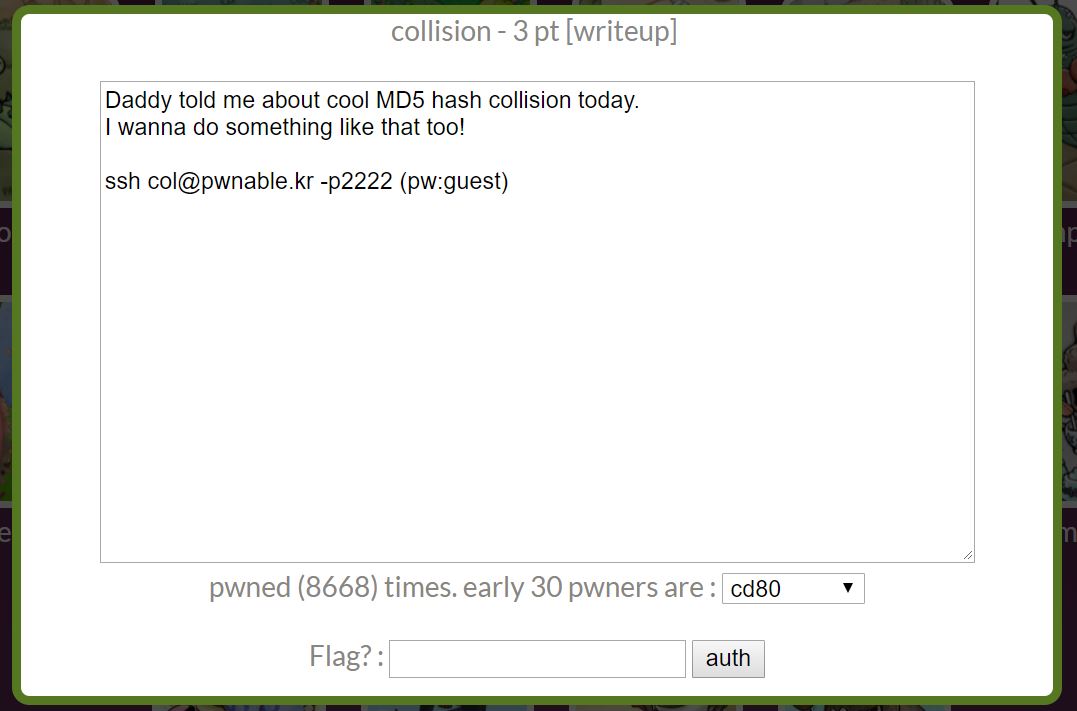 collision - 3 pt [writeup]
Daddy told me about cool MD5 hash collision today.
I wanna do something like that too!
ssh col@pwnable.kr -p2222 (pw:guest)
pwned (8668) times. early 30 pwners are : cd80
Flag? : auth